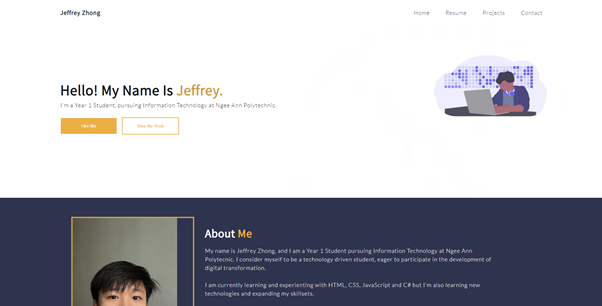 Jeffrey Zhong
Home Resume Projects Contact
Hello! My Name Is Jeffrey.
I'm a Year 1 Student, pursuing Information Technology at Ngee Ann Polytechnic.
Hire Me
View My Work
About Me
My name is Jeffrey Zhong, and I am a Year 1 Student pursuing Information Technology at Ngee Ann
Polytecnic. I consider myself to be a technology driven student, eager to participate in the development of
digital transformation.
I am currently learning and experienting with HTML, CSS, JavaScript and C# but I'm also learning new
technologies and expanding my skillsets.